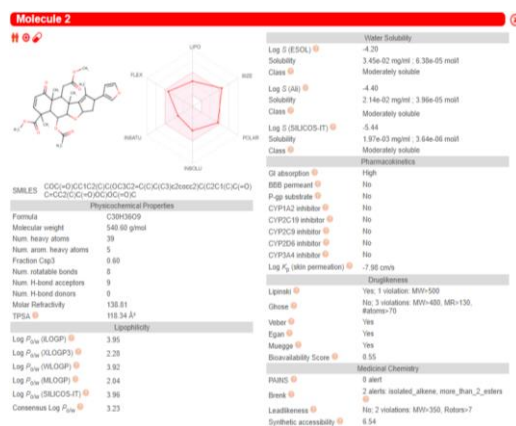 Molecule 2
LIPO
FLEX
SIZE
INSATU
POLAR
INSOLU
SMILES
Physicochemical Properties
Formula C30H36O9
Molecular weight 540.60 g/mol
Num. heavy atoms 39
Num. arom. heavy atoms 5
Fraction Csp3 0.60
Num. rotatable bonds 8
Num. H-bond acceptors 9
Num. H-bond donors 0
Molar Refractivity 138.81
TPSA 118.34 Å²
Lipophilicity
Log Po/w (iLOGP) 3.95
Log Po/w (XLOGP3) 2.28
Log Po/w (WLOGP) 3.92
Log Po/w (MLOGP) 2.04
Log Po/w (SILICOS-IT) 3.96
Consensus Log Po/w 3.23
Water Solubility
Log S (ESOL) -4.20
Solubility 3.45e-02 mg/ml ; 6.38e-05 mol/l
Class Moderately soluble
Log S (Ali) -4.40
Solubility 2.14e-02 mg/ml ; 3.96e-05 mol/l
Class Moderately soluble
Log S (SILICOS-IT) -5.44
Solubility 1.97e-03 mg/ml ; 3.64e-06 mol/l
Class Moderately soluble
Pharmacokinetics
GI absorption High
BBB permeant No
P-gp substrate No
CYP1A2 inhibitor No
CYP2C19 inhibitor No
CYP2C9 inhibitor No
CYP2D6 inhibitor No
CYP3A4 inhibitor No
Log Kp (skin permeation) -7.98 cm/s
Druglikeness
Lipinski Yes; 1 violation: MW>500
Ghose No; 3 violations: MW>480, MR>130, #atoms>70
Veber Yes
Egan Yes
Muegge Yes
Bioavailability Score 0.55
Medicinal Chemistry
PAINS 0 alert
Brenk 2 alerts: isolated_alkene, more_than_2_esters
Leadlikeness No; 2 violations: MW>350, Rotors>7
Synthetic accessibility 6.54